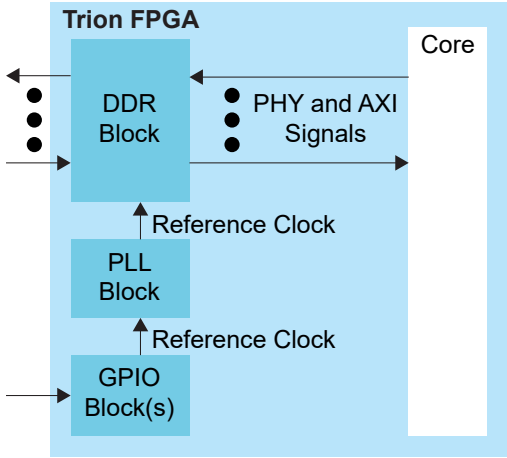 Trion FPGA
Core
DDR
Block
PHY and AXI
Signals
Reference Clock
PLL
Block
Reference Clock
GPIO
Block(s)